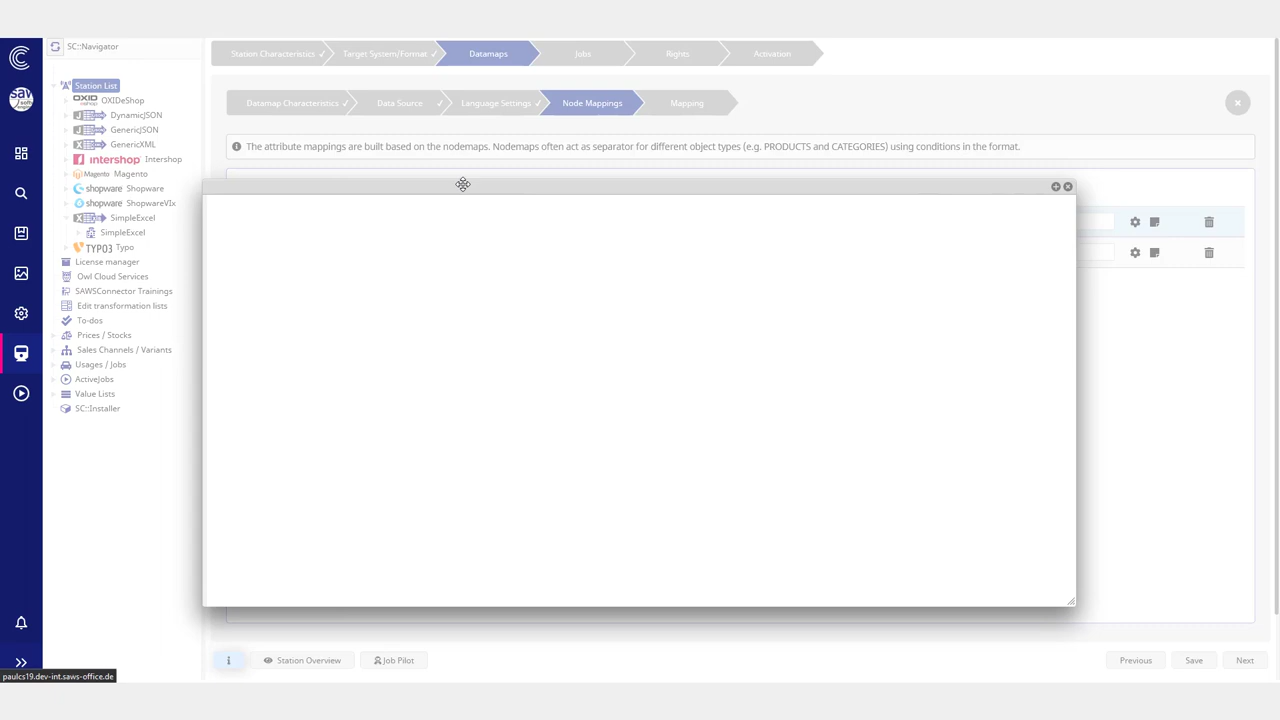 SC::Navigator
Station List
OXID eShop OXIDeShop
DynamicJSON
GenericJSON
GenericXML
intershop Intershop
Magento Magento
shopware Shopware
shopware ShopwareVIx
SimpleExcel
SimpleExcel
TYPO3 Typo
License manager
Owl Cloud Services
SAWSConnector Trainings
Edit transformation lists
To-dos
Prices / Stocks
Sales Channels / Variants
Usages / Jobs
ActiveJobs
Value Lists
SC::Installer
paulcs19.dev-int.saws-office.de
Station Characteristics ✓ Target System/Format ✓ Datamaps Jobs Rights Activation
Datamap Characteristics ✓ Data Source ✓ Language Settings ✓ Node Mappings Mapping
The attribute mappings are built based on the nodemaps. Nodemaps often act as separator for different object types (e.g. PRODUCTS and CATEGORIES) using conditions in the format.
Station Overview Job Pilot Previous Save Next